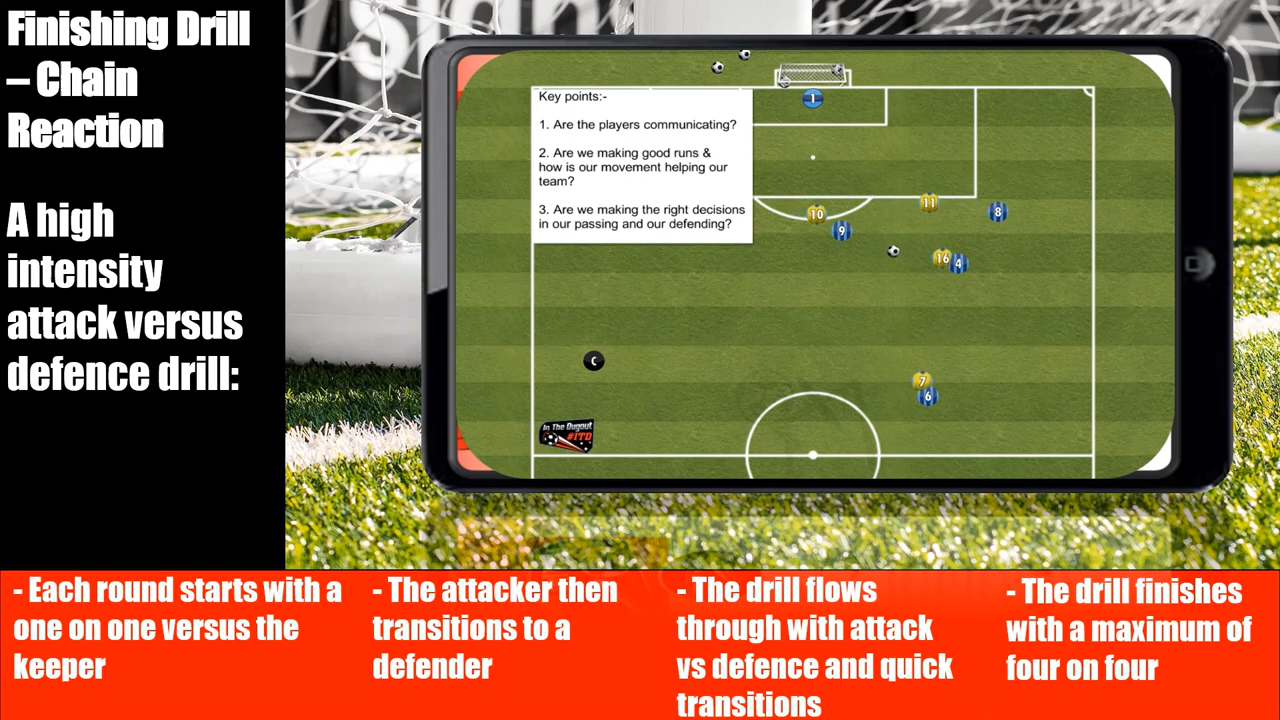 Finishing Drill
– Chain
Reaction
A high
intensity
attack versus
defence drill:
Key points:-
1. Are the players communicating?
2. Are we making good runs &
how is our movement helping our
team?
3. Are we making the right decisions
in our passing and our defending?
1
11
10
8
9
16
4
C
7
6
In The Dugout
#ITD
- Each round starts with a
one on one versus the
keeper
- The attacker then
transitions to a
defender
- The drill flows
through with attack
vs defence and quick
transitions
- The drill finishes
with a maximum of
four on four